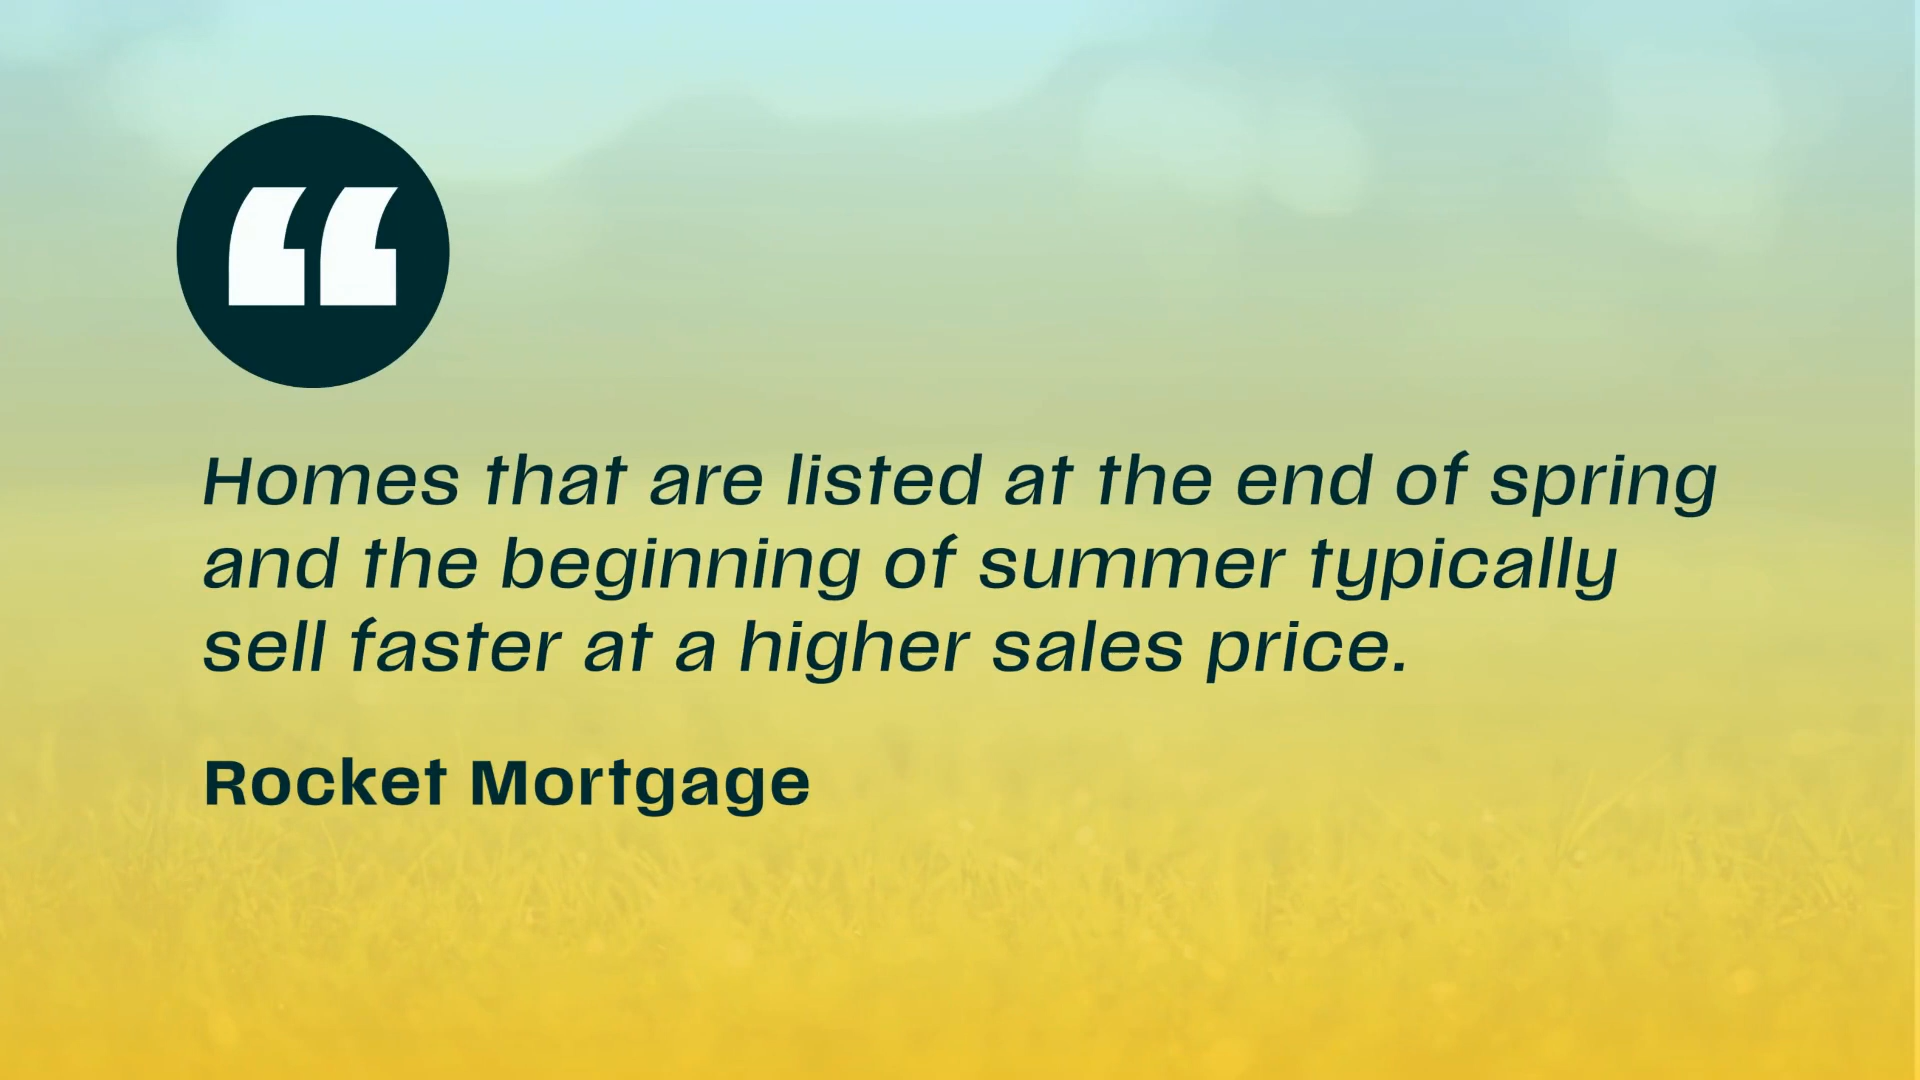 “
Homes that are listed at the end of spring
and the beginning of summer typically
sell faster at a higher sales price.
Rocket Mortgage